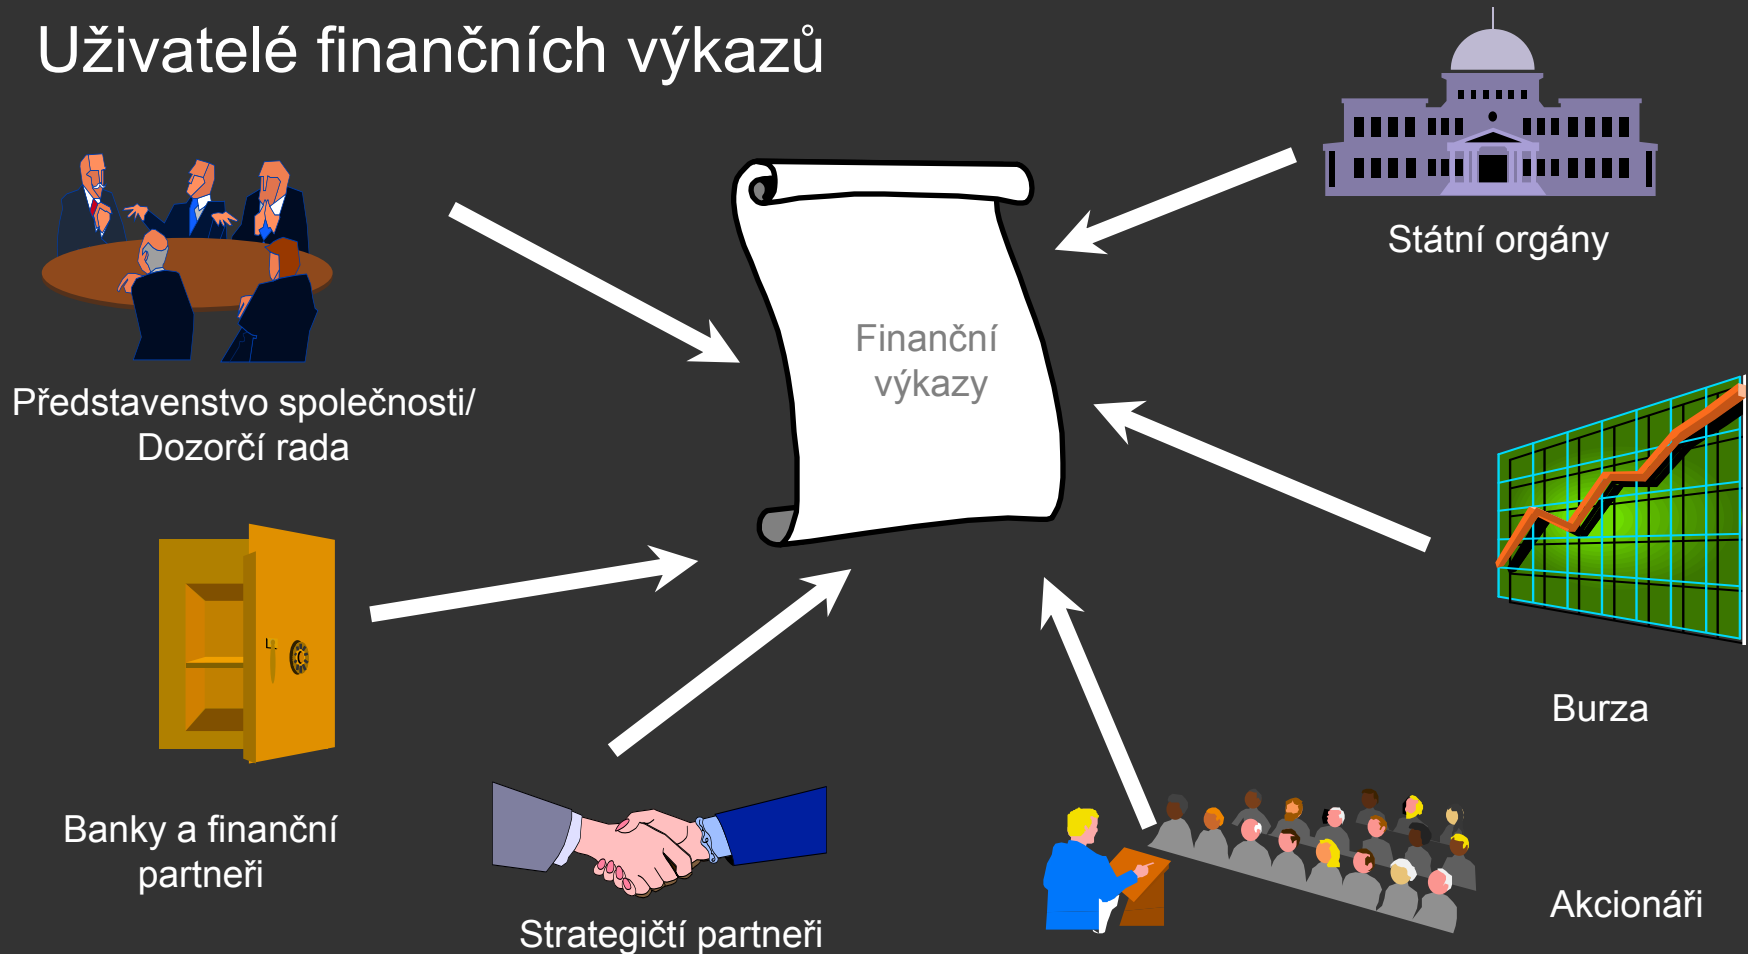 Uživatelé finančních výkazů
Státní orgány
Finanční
výkazy
Představenstvo společnosti/
Dozorčí rada
Burza
Banky a finanční
partneři
Akcionáři
Strategičtí partneři